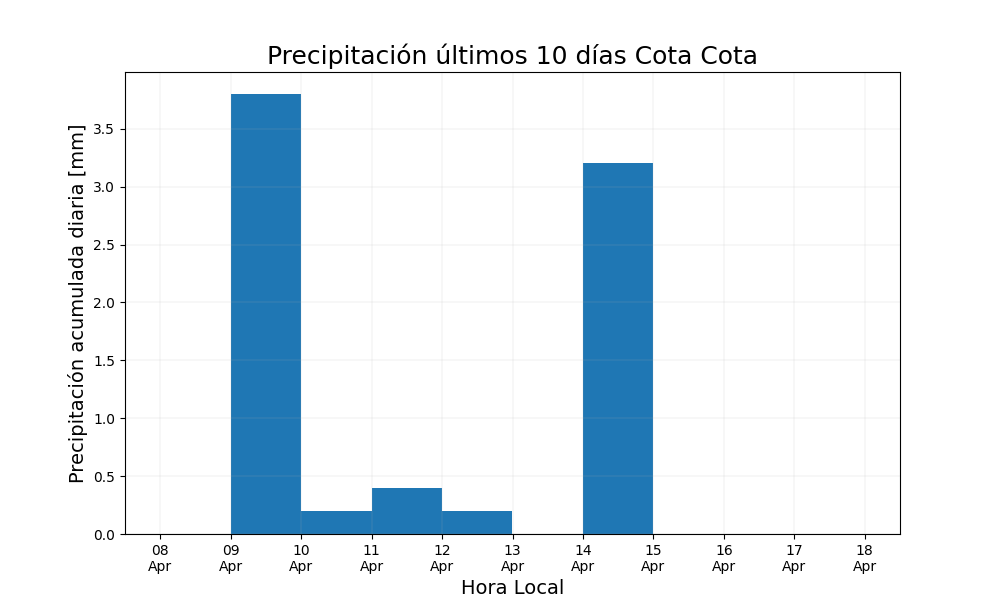 Precipitación últimos 10 días Cota Cota
Precipitación acumulada diaria [mm]
3.5
3.0
2.5
2.0
1.5
1.0
0.5
0.0
08 09 10 11 12 13 14 15 16 17 18
Apr Apr Apr Apr Apr Apr Apr Apr Apr Apr Apr
Hora Local